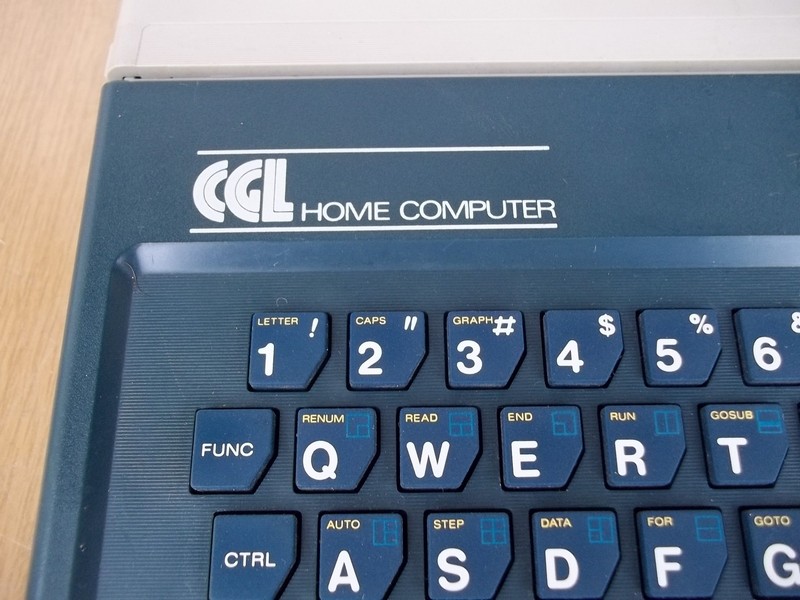 CGL HOME COMPUTER
LETTER ! CAPS " GRAPH # $ % &
1 2 3 4 5 6
RENUM READ END RUN GOSUB
FUNC Q W E R T
AUTO STEP DATA FOR GOTO
CTRL A S D F G